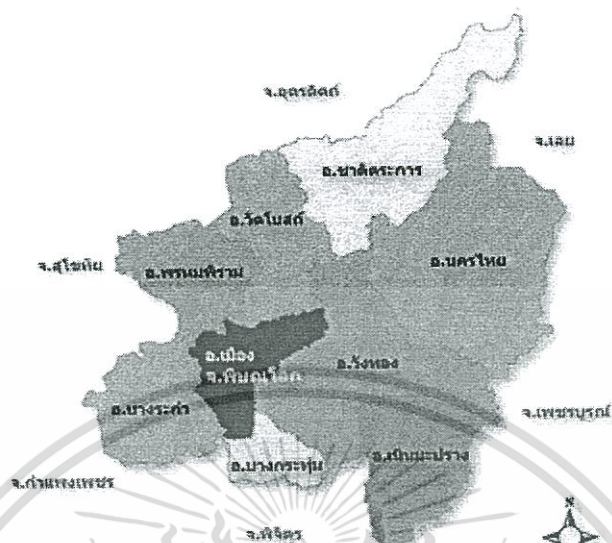 จ.อุตรดิตถ์
จ.เลย
อ.ชาติตระการ
อ.วัดโบสถ์
จ.สุโขทัย
อ.พรหมพิราม
อ.นครไทย
อ.เมือง
จ.พิษณุโลก
อ.วังทอง
อ.บางระกำ
จ.เพชรบูรณ์
อ.เนินมะปราง
อ.บางกระทุ่ม
จ.กำแพงเพชร
จ.พิจิตร
N